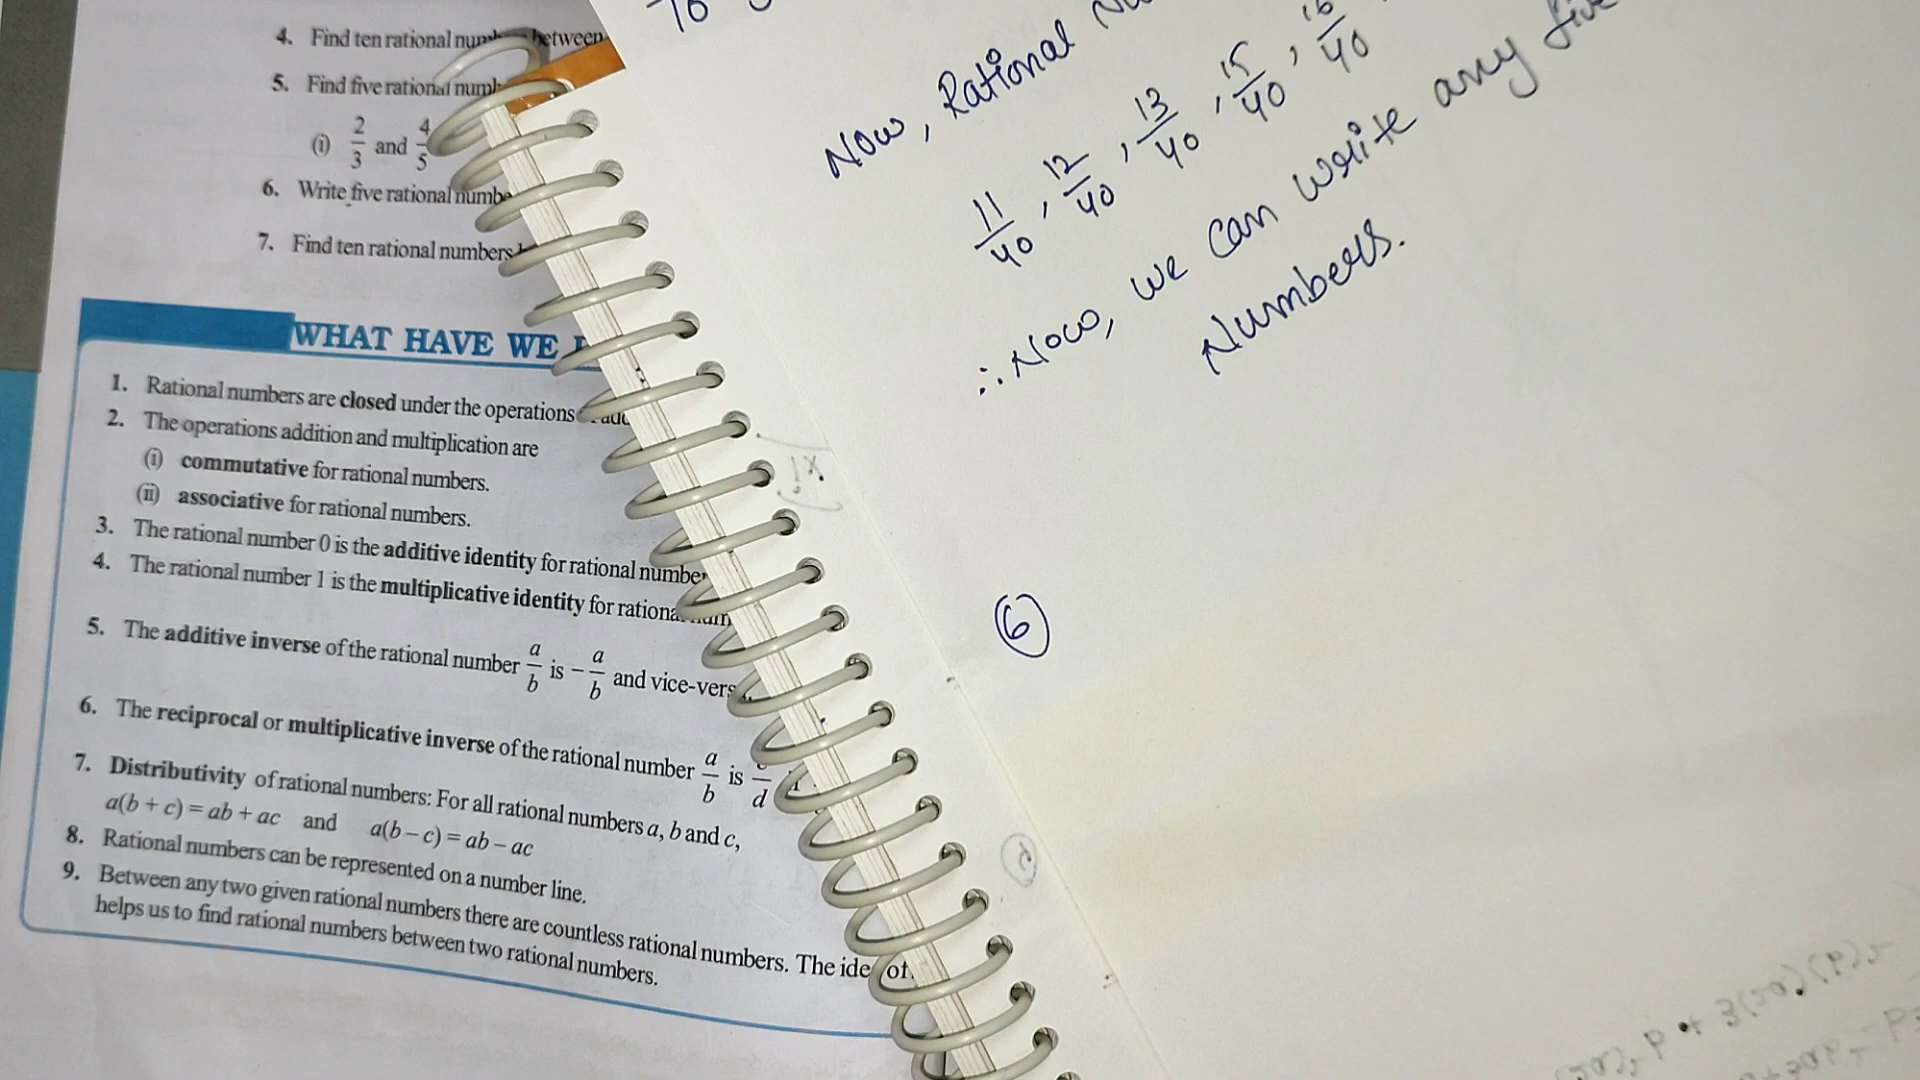 4. Find ten rational numbers between
5. Find five rational numb
(i) 2/3 and 4/5
6. Write five rational numbe
7. Find ten rational numbers
WHAT HAVE WE
1. Rational numbers are closed under the operations
2. The operations addition and multiplication are
(i) commutative for rational numbers.
(ii) associative for rational numbers.
3. The rational number 0 is the additive identity for rational number
4. The rational number 1 is the multiplicative identity for rational
5. The additive inverse of the rational number a/b is -a/b and vice-vers
6. The reciprocal or multiplicative inverse of the rational number a/b is c/d
7. Distributivity of rational numbers: For all rational numbers a, b and c,
a(b + c) = ab + ac and a(b – c) = ab – ac
8. Rational numbers can be represented on a number line.
9. Between any two given rational numbers there are countless rational numbers. The idea of
helps us to find rational numbers between two rational numbers.
Now, Rational
11/40, 12/40, 13/40, 15/40, 16/40
∴ Now, we can write any five
Numbers.
6